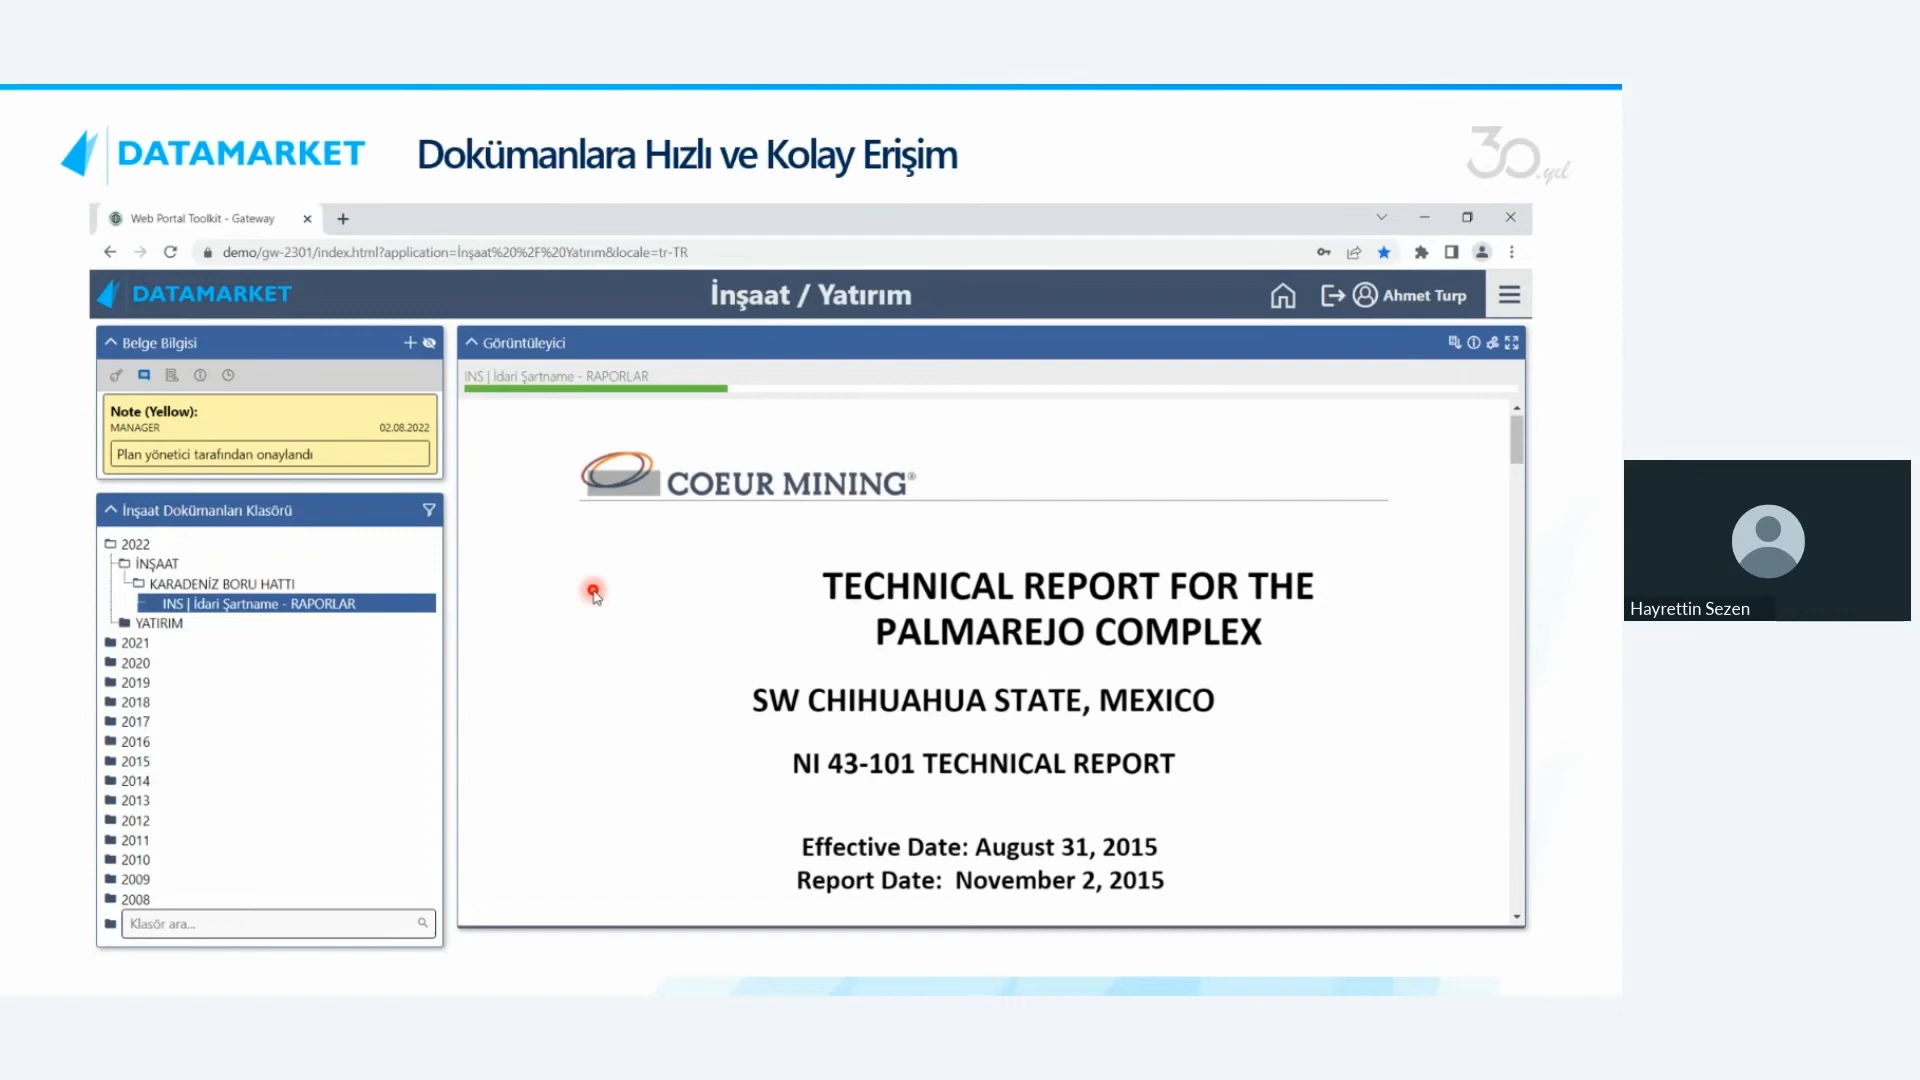 DATAMARKET
Dokümanlara Hızlı ve Kolay Erişim
30.yıl
Web Portal Toolkit - Gateway
demo/gw-2301/index.html?application=İnşaat%20%2F%20Yatırım&locale=tr-TR
DATAMARKET
İnşaat / Yatırım
Ahmet Turp
Belge Bilgisi
Note (Yellow):
MANAGER
02.08.2022
Plan yönetici tarafından onaylandı
İnşaat Dokümanları Klasörü
2022
İNŞAAT
KARADENİZ BORU HATTI
INS | İdari Şartname - RAPORLAR
YATIRIM
2021
2020
2019
2018
2017
2016
2015
2014
2013
2012
2011
2010
2009
2008
Klasör ara...
Görüntüleyici
INS | İdari Şartname - RAPORLAR
COEUR MINING®
TECHNICAL REPORT FOR THE
PALMAREJO COMPLEX
SW CHIHUAHUA STATE, MEXICO
NI 43-101 TECHNICAL REPORT
Effective Date: August 31, 2015
Report Date: November 2, 2015
Hayrettin Sezen